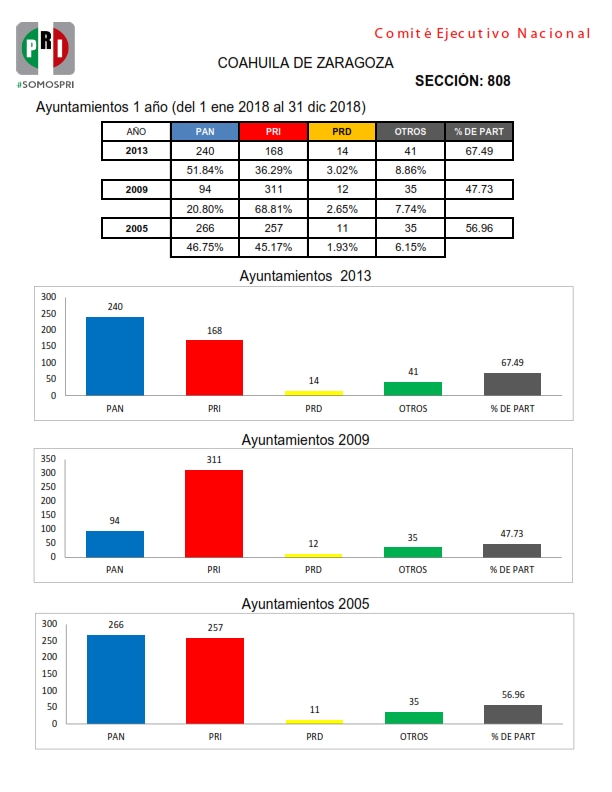 PRI
#SOMOSPRI
Comité Ejecutivo Nacional
COAHUILA DE ZARAGOZA
SECCIÓN: 808
Ayuntamientos 1 año (del 1 ene 2018 al 31 dic 2018)
AÑO PAN PRI PRD OTROS % DE PART
2013 240 168 14 41 67.49
51.84% 36.29% 3.02% 8.86%
2009 94 311 12 35 47.73
20.80% 68.81% 2.65% 7.74%
2005 266 257 11 35 56.96
46.75% 45.17% 1.93% 6.15%
Ayuntamientos 2013
300
250
200
150
100
50
0
240
168
14
41
67.49
PAN PRI PRD OTROS % DE PART
Ayuntamientos 2009
350
300
250
200
150
100
50
0
94
311
12
35
47.73
PAN PRI PRD OTROS % DE PART
Ayuntamientos 2005
300
250
200
150
100
50
0
266
257
11
35
56.96
PAN PRI PRD OTROS % DE PART